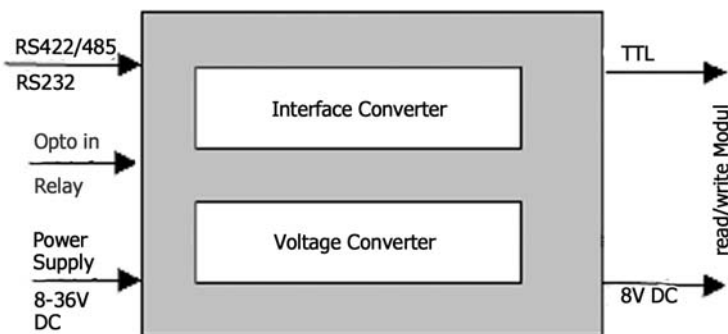 RS422/485
RS232
Opto in
Relay
Power
Supply
8-36V
DC
Interface Converter
Voltage Converter
TTL
8V DC
read/write Modul